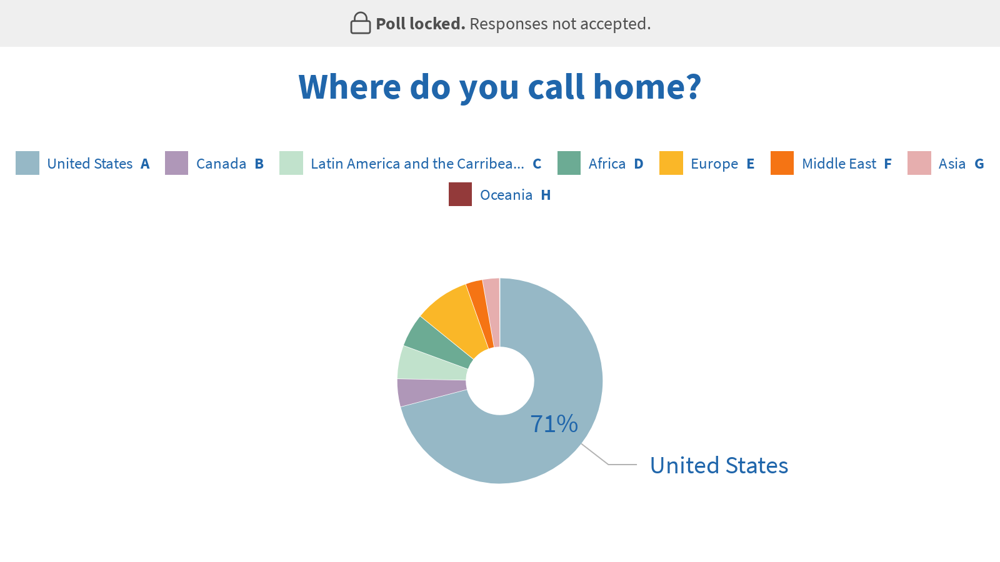 Poll locked. Responses not accepted.
Where do you call home?
United States A Canada B Latin America and the Carribea... C Africa D Europe E Middle East F Asia G
Oceania H
71%
United States